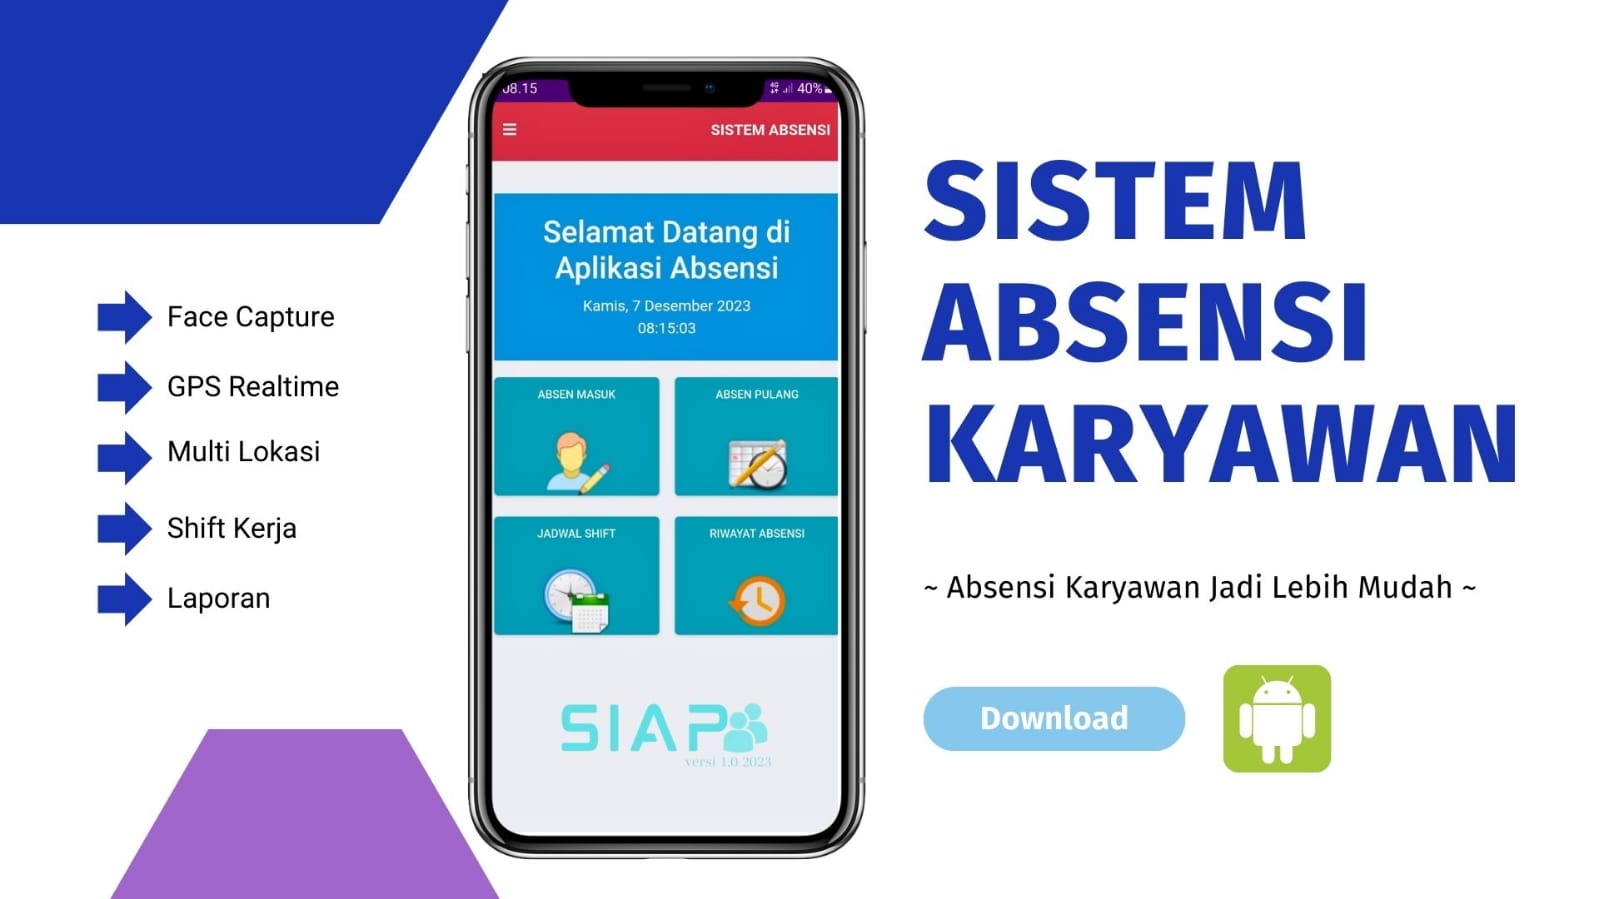 Face Capture
GPS Realtime
Multi Lokasi
Shift Kerja
Laporan
08.15
4G 40%
SISTEM ABSENSI
Selamat Datang di
Aplikasi Absensi
Kamis, 7 Desember 2023
08:15:03
ABSEN MASUK
ABSEN PULANG
JADWAL SHIFT
RIWAYAT ABSENSI
SIAP
versi 1.0 2023
SISTEM
ABSENSI
KARYAWAN
~ Absensi Karyawan Jadi Lebih Mudah ~
Download